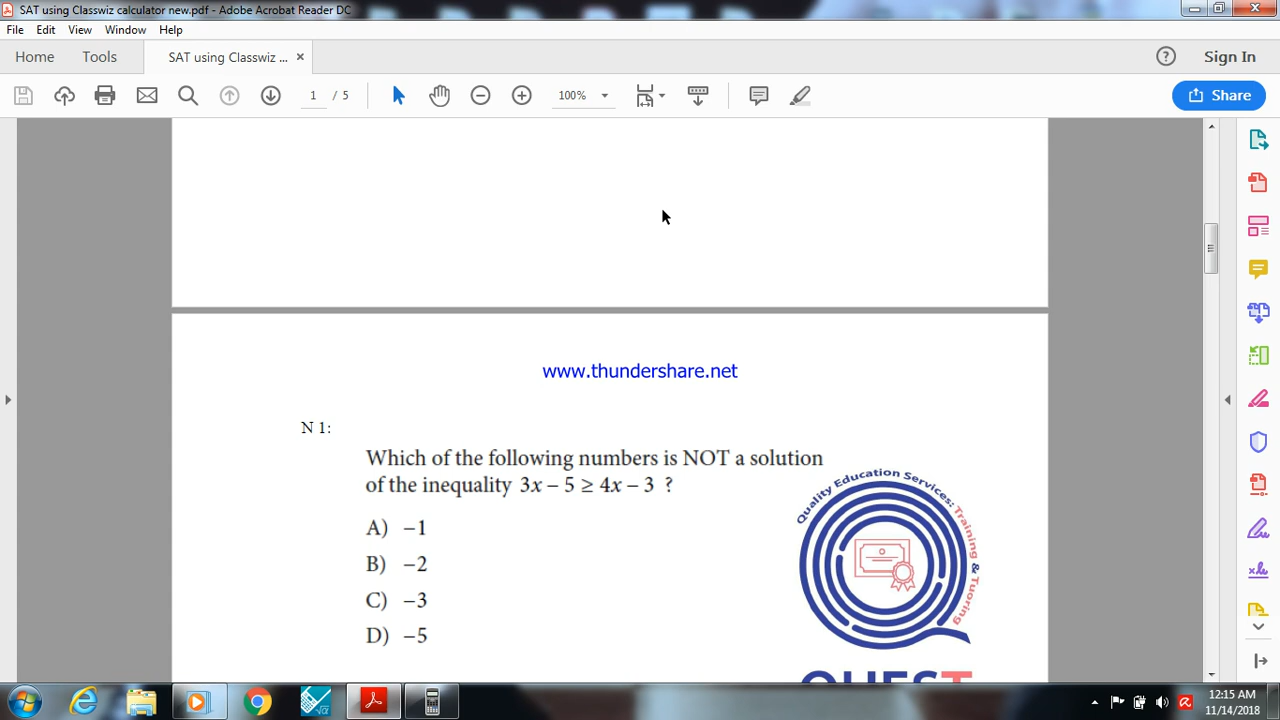 SAT using Classwiz calculator new.pdf - Adobe Acrobat Reader DC
File Edit View Window Help
Home Tools SAT using Classwiz ... × ? Sign In
1 / 5 100% Share
www.thundershare.net
N 1:
Which of the following numbers is NOT a solution
of the inequality 3x – 5 ≥ 4x – 3 ?
A) –1
B) –2
C) –3
D) –5
Quality Education Services: Training & Tuoring
QUEST
12:15 AM
11/14/2018